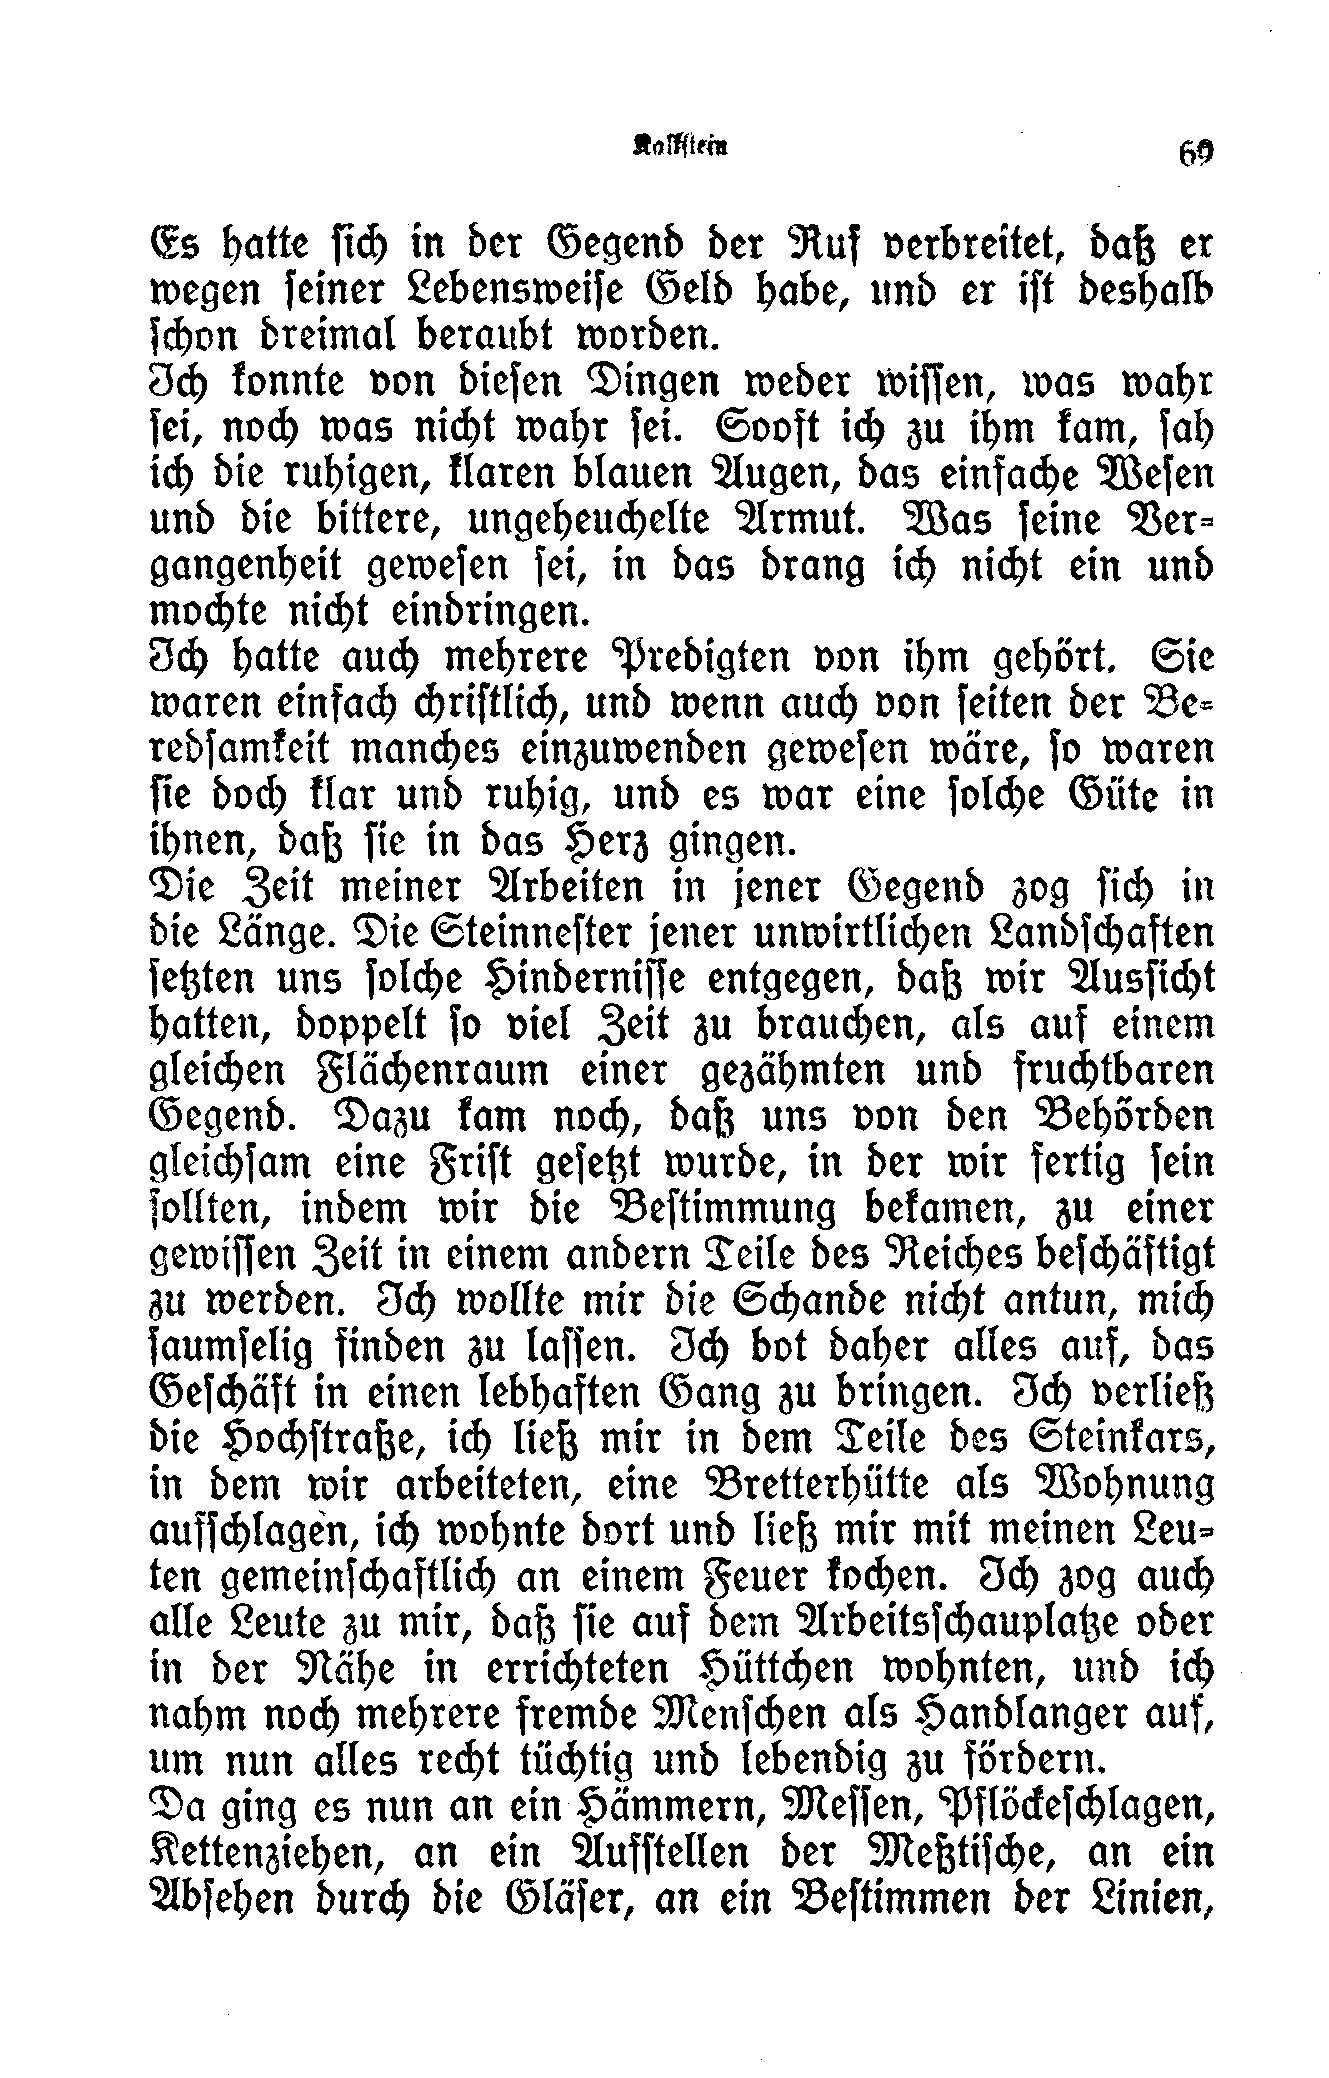 Kalkstein 69
Es hatte sich in der Gegend der Ruf verbreitet, daß er
wegen seiner Lebensweise Geld habe, und er ist deshalb
schon dreimal beraubt worden.
Ich konnte von diesen Dingen weder wissen, was wahr
sei, noch was nicht wahr sei. Sooft ich zu ihm kam, sah
ich die ruhigen, klaren blauen Augen, das einfache Wesen
und die bittere, ungeheuchelte Armut. Was seine Ver-
gangenheit gewesen sei, in das drang ich nicht ein und
mochte nicht eindringen.
Ich hatte auch mehrere Predigten von ihm gehört. Sie
waren einfach christlich, und wenn auch von seiten der Be-
redsamkeit manches einzuwenden gewesen wäre, so waren
sie doch klar und ruhig, und es war eine solche Güte in
ihnen, daß sie in das Herz gingen.
Die Zeit meiner Arbeiten in jener Gegend zog sich in
die Länge. Die Steinnester jener unwirtlichen Landschaften
setzten uns solche Hindernisse entgegen, daß wir Aussicht
hatten, doppelt so viel Zeit zu brauchen, als auf einem
gleichen Flächenraum einer gezähmten und fruchtbaren
Gegend. Dazu kam noch, daß uns von den Behörden
gleichsam eine Frist gesetzt wurde, in der wir fertig sein
sollten, indem wir die Bestimmung bekamen, zu einer
gewissen Zeit in einem andern Teile des Reiches beschäftigt
zu werden. Ich wollte mir die Schande nicht antun, mich
saumselig finden zu lassen. Ich bot daher alles auf, das
Geschäft in einen lebhaften Gang zu bringen. Ich verließ
die Hochstraße, ich ließ mir in dem Teile des Steinkars,
in dem wir arbeiteten, eine Bretterhütte als Wohnung
aufschlagen, ich wohnte dort und ließ mir mit meinen Leu-
ten gemeinschaftlich an einem Feuer kochen. Ich zog auch
alle Leute zu mir, daß sie auf dem Arbeitsschauplatze oder
in der Nähe in errichteten Hüttchen wohnten, und ich
nahm noch mehrere fremde Menschen als Handlanger auf,
um nun alles recht tüchtig und lebendig zu fördern.
Da ging es nun an ein Hämmern, Messen, Pflöckeschlagen,
Kettenziehen, an ein Aufstellen der Meßtische, an ein
Absehen durch die Gläser, an ein Bestimmen der Linien,